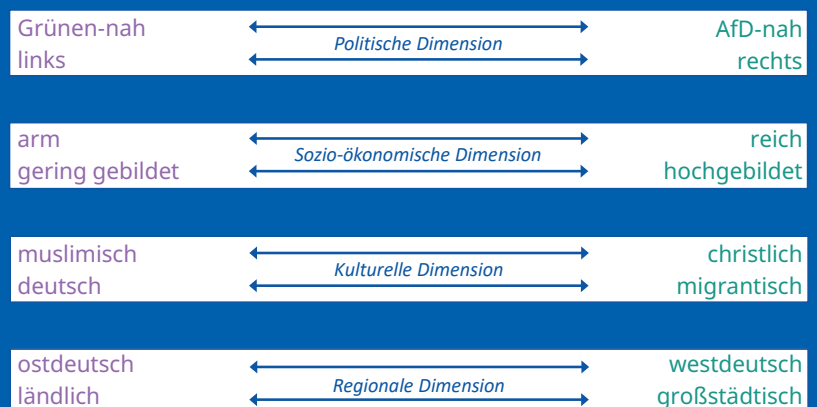 Grünen-nah
AfD-nah
Politische Dimension
links
rechts
arm
reich
Sozio-ökonomische Dimension
gering gebildet
hochgebildet
muslimisch
christlich
Kulturelle Dimension
deutsch
migrantisch
ostdeutsch
westdeutsch
Regionale Dimension
ländlich
großstädtisch